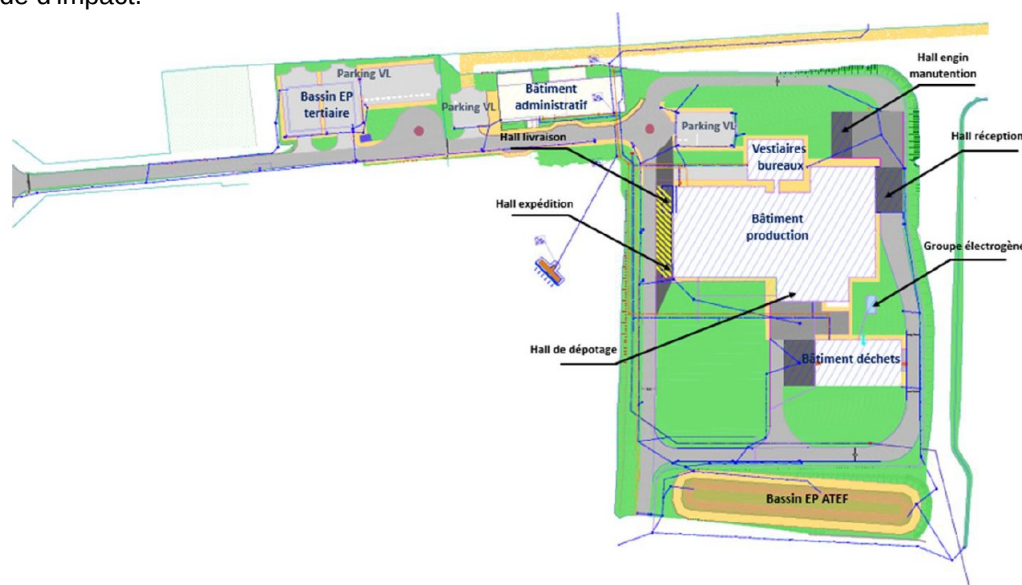 de d'impact.
Parking VL
Bassin EP
tertiaire
Parking VL
Bâtiment
administratif
Hall livraison
Parking VL
Hall engin
manutention
Hall réception
Vestiaires
bureaux
Hall expédition
Bâtiment
production
Groupe électrogène
Hall de dépotage
Bâtiment déchets
Bassin EP ATEF